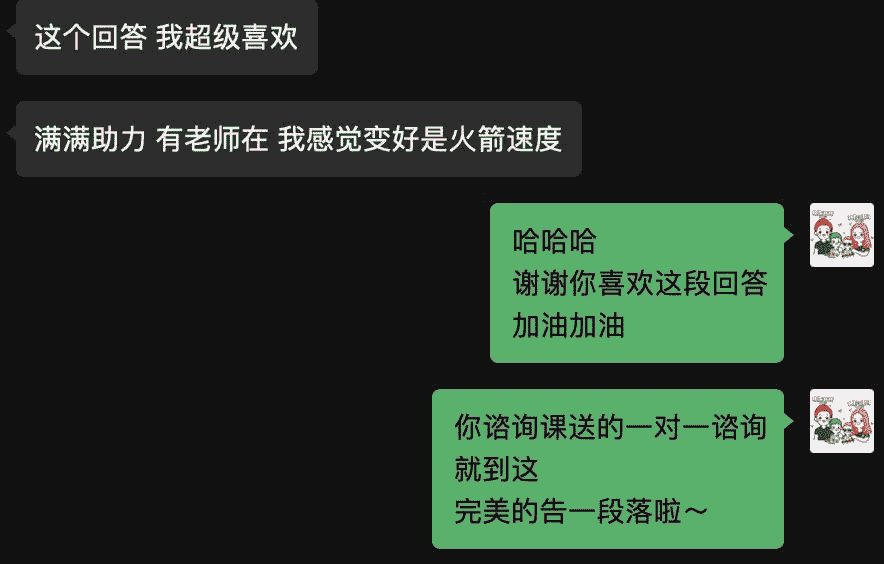 这个回答 我超级喜欢
满满助力 有老师在 我感觉变好是火箭速度
哈哈哈
谢谢你喜欢这段回答
加油加油
你谘询课送的一对一谘询
就到这
完美的告一段落啦～